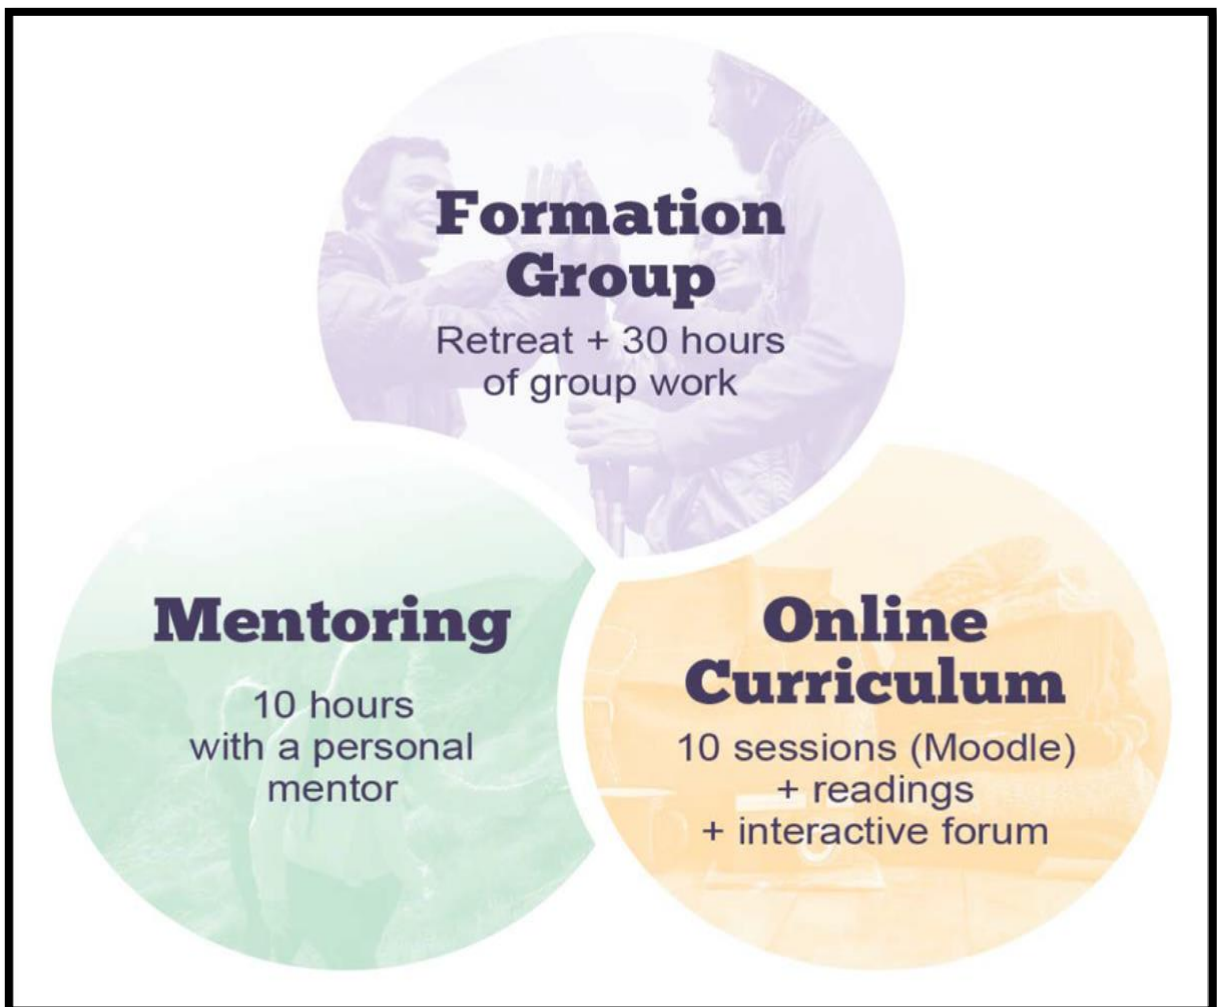 Formation
Group
Retreat + 30 hours
of group work
Mentoring
10 hours
with a personal
mentor
Online
Curriculum
10 sessions (Moodle)
+ readings
+ interactive forum